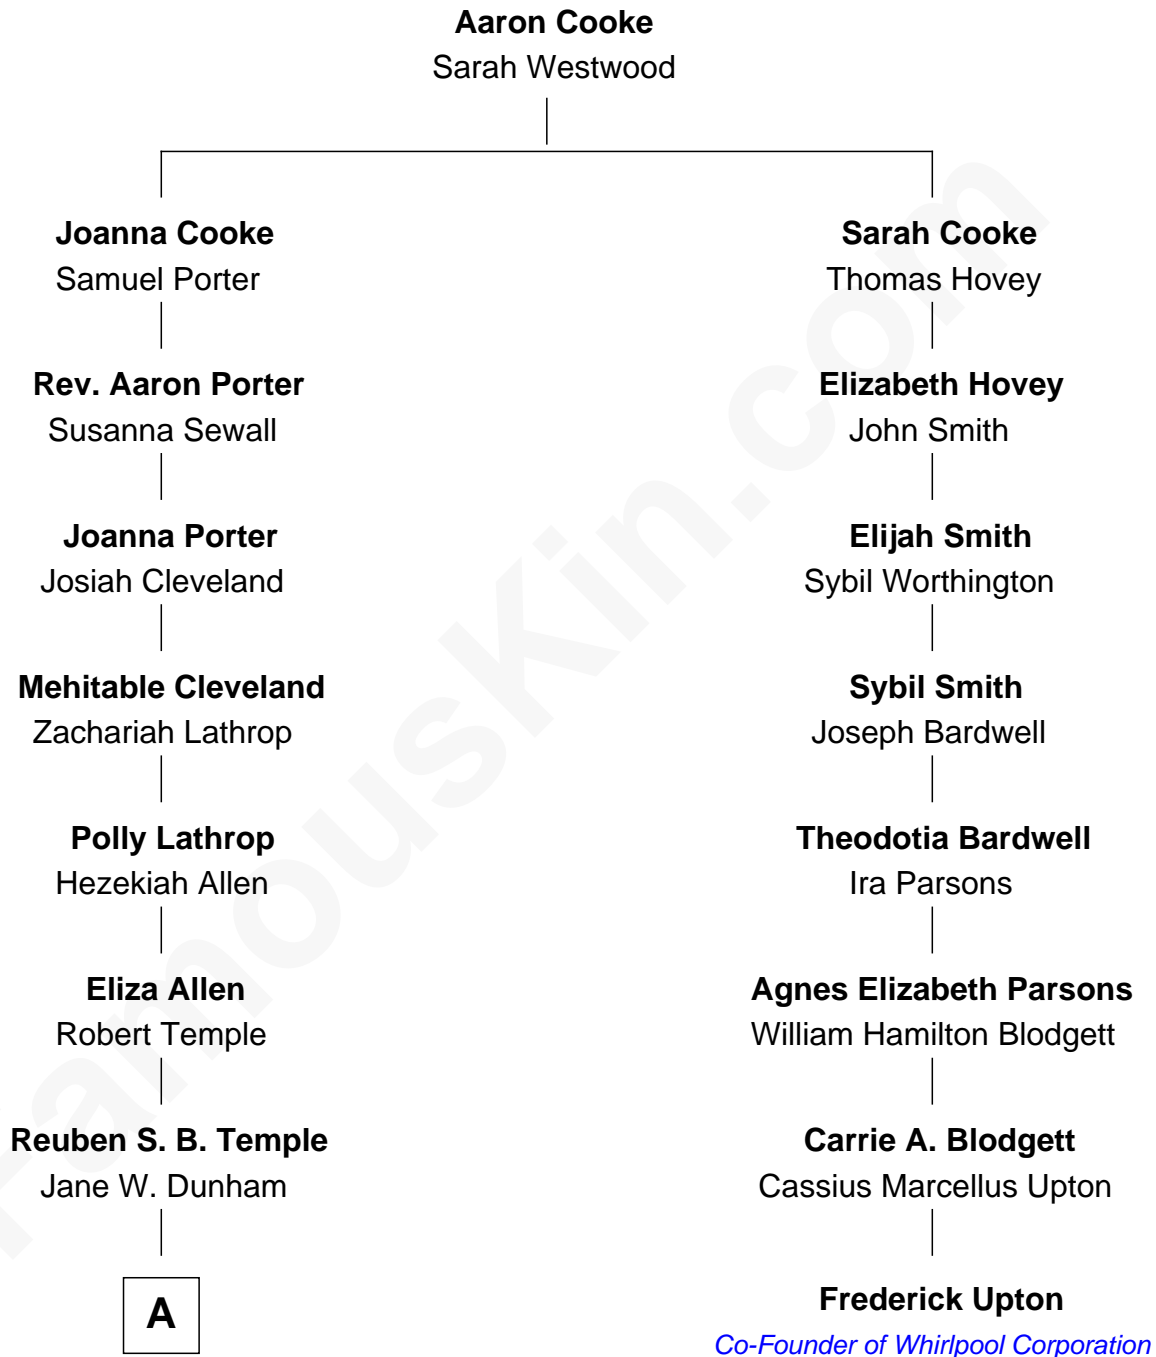 Aaron Cooke
Sarah Westwood
Joanna Cooke
Samuel Porter
Sarah Cooke
Thomas Hovey
Rev. Aaron Porter
Susanna Sewall
Elizabeth Hovey
John Smith
Joanna Porter
Josiah Cleveland
Elijah Smith
Sybil Worthington
Mehitable Cleveland
Zachariah Lathrop
Sybil Smith
Joseph Bardwell
Polly Lathrop
Hezekiah Allen
Theodotia Bardwell
Ira Parsons
Eliza Allen
Robert Temple
Agnes Elizabeth Parsons
William Hamilton Blodgett
Reuben S. B. Temple
Jane W. Dunham
Carrie A. Blodgett
Cassius Marcellus Upton
A
Frederick Upton
Co-Founder of Whirlpool Corporation
FamousKin.com